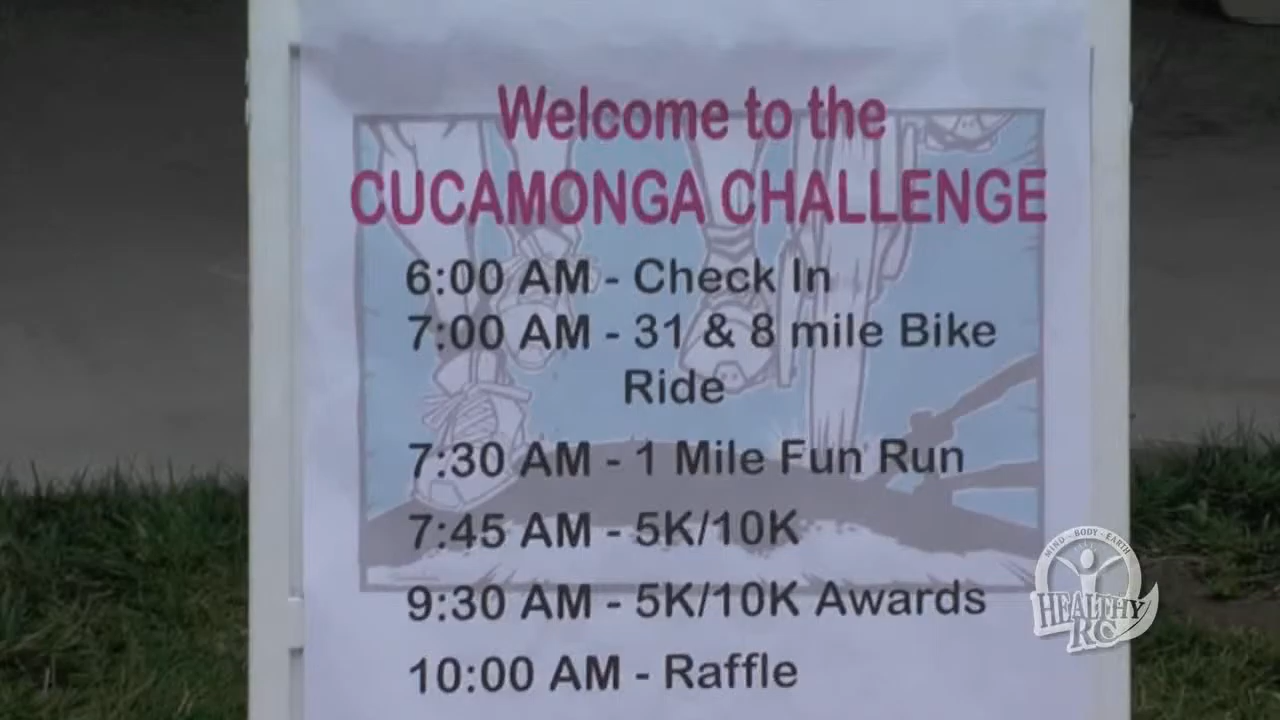 Welcome to the
CUCAMONGA CHALLENGE
6:00 AM - Check In
7:00 AM - 31 & 8 mile Bike
Ride
7:30 AM - 1 Mile Fun Run
7:45 AM - 5K/10K
9:30 AM - 5K/10K Awards
10:00 AM - Raffle
MIND - BODY - EARTH
HEALTHY
RC